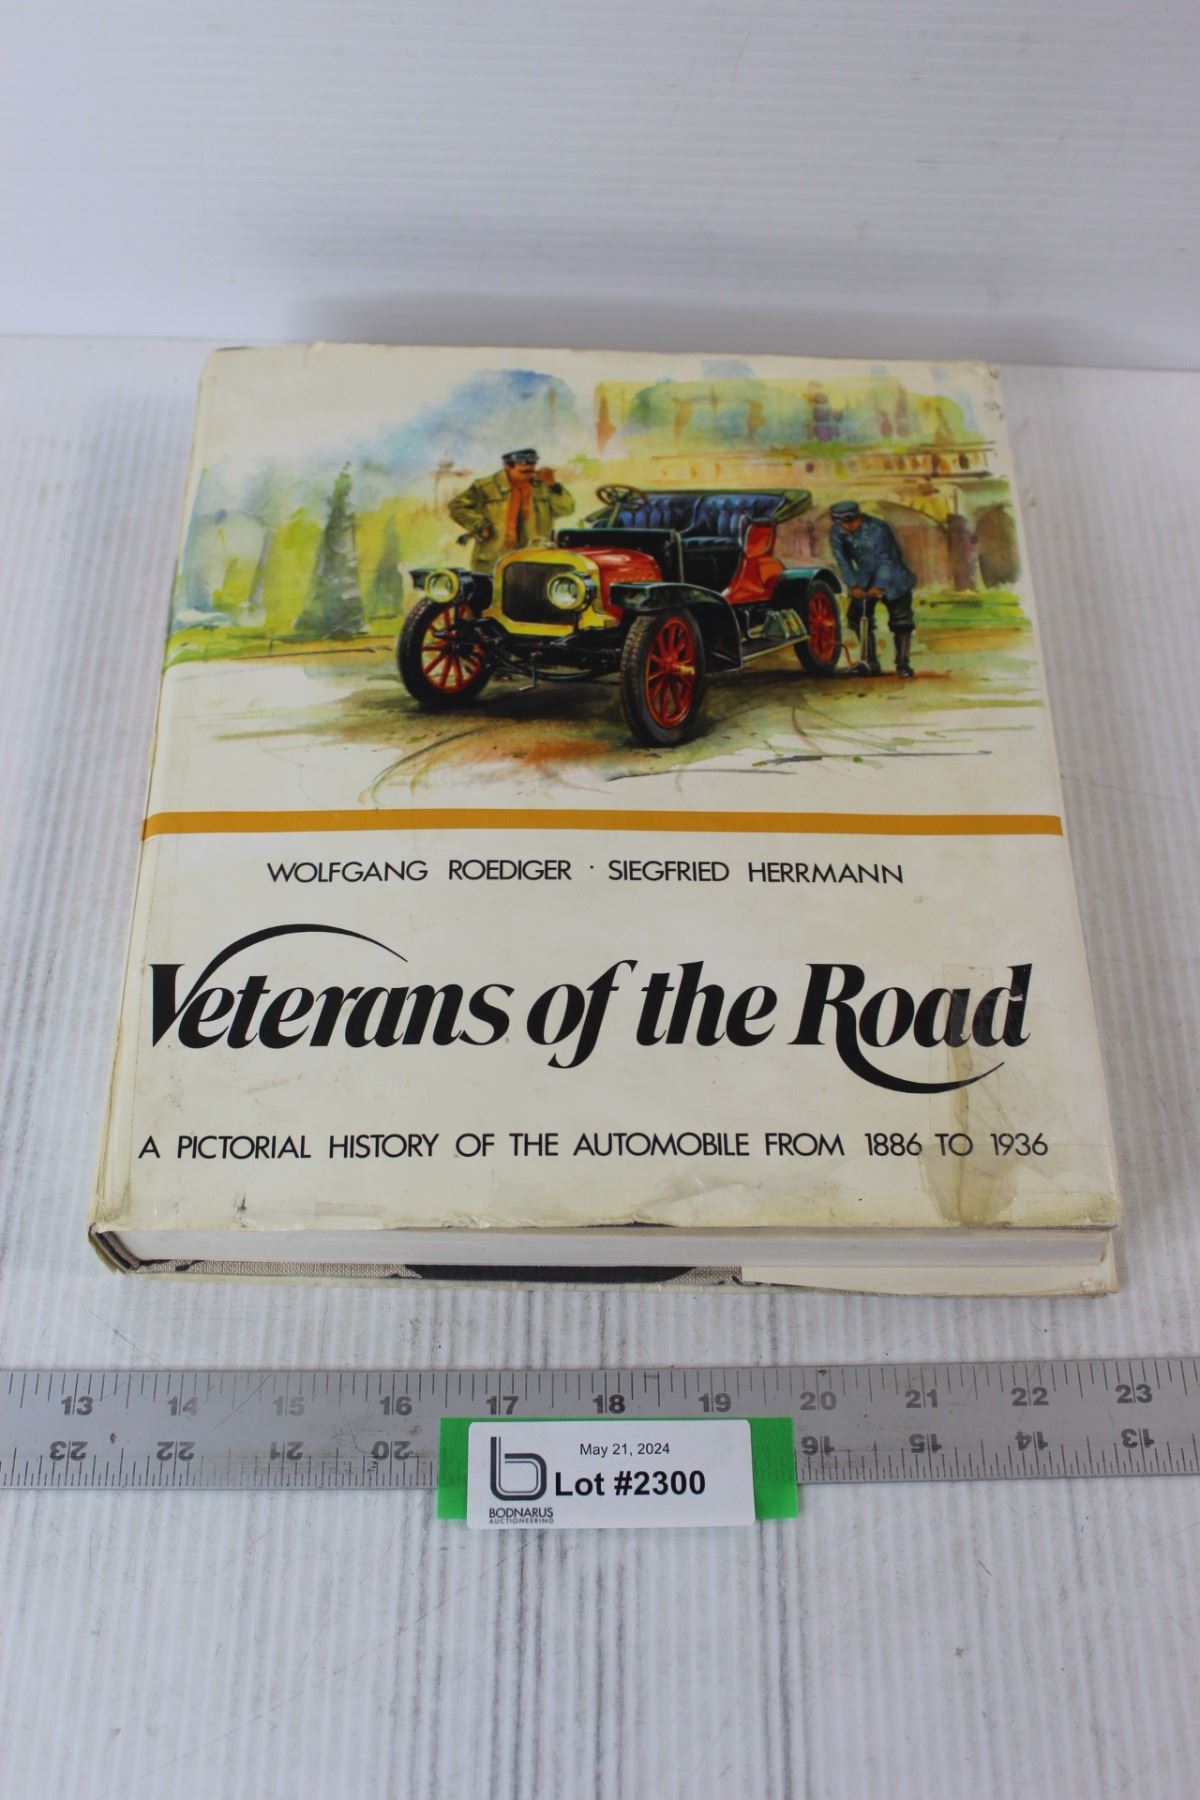 WOLFGANG ROEDIGER · SIEGFRIED HERRMANN
Veterans of the Road
A PICTORIAL HISTORY OF THE AUTOMOBILE FROM 1886 TO 1936
13 14 15 16 17 18 19 20 21 22 23
23 22 21 20 16 15 14 13
May 21, 2024
Lot #2300
BODNARUS
AUCTIONEERING